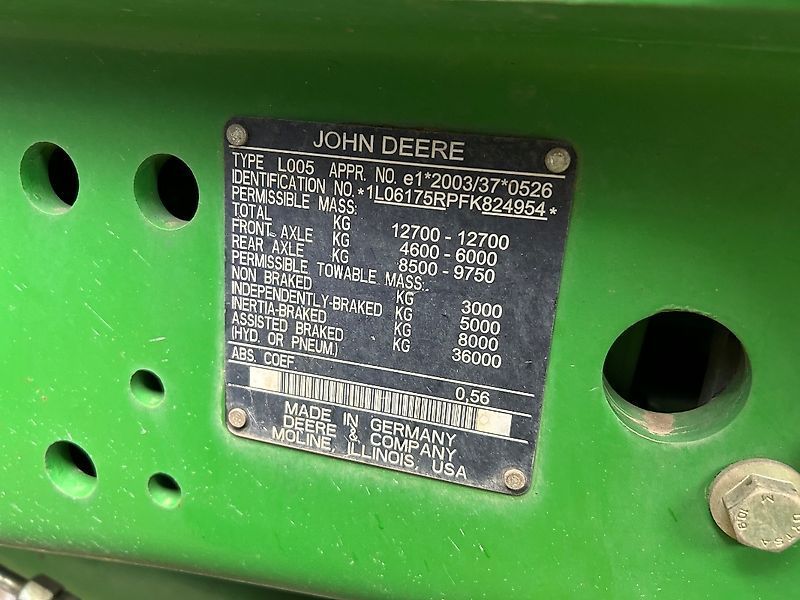 JOHN DEERE
TYPE L005 APPR. NO. e1*2003/37*0526
IDENTIFICATION NO. *1L06175RPFK824954*
PERMISSIBLE MASS:
TOTAL KG 12700 - 12700
FRONT AXLE KG 4600 - 6000
REAR AXLE KG 8500 - 9750
PERMISSIBLE TOWABLE MASS:
NON BRAKED KG 3000
INDEPENDENTLY-BRAKED KG 5000
INERTIA-BRAKED KG 8000
ASSISTED BRAKED KG 36000
(HYD. OR PNEUM.)
ABS. COEF. 0,56
MADE IN GERMANY
DEERE & COMPANY
MOLINE, ILLINOIS, USA